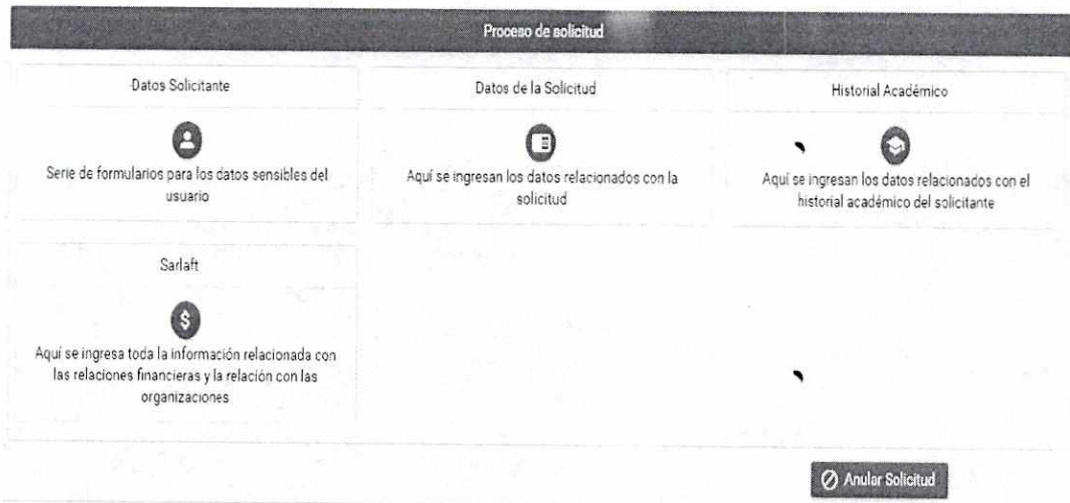 Proceso de solicitud
Datos Solicitante
Serie de formularios para los datos sensibles del
usuario
Datos de la Solicitud
Aquí se ingresan los datos relacionados con la
solicitud
Historial Académico
Aquí se ingresan los datos relacionados con el
historial académico del solicitante
Sarlaft
$
Aquí se ingresa toda la información relacionada con
las relaciones financieras y la relación con las
organizaciones
Anular Solicitud